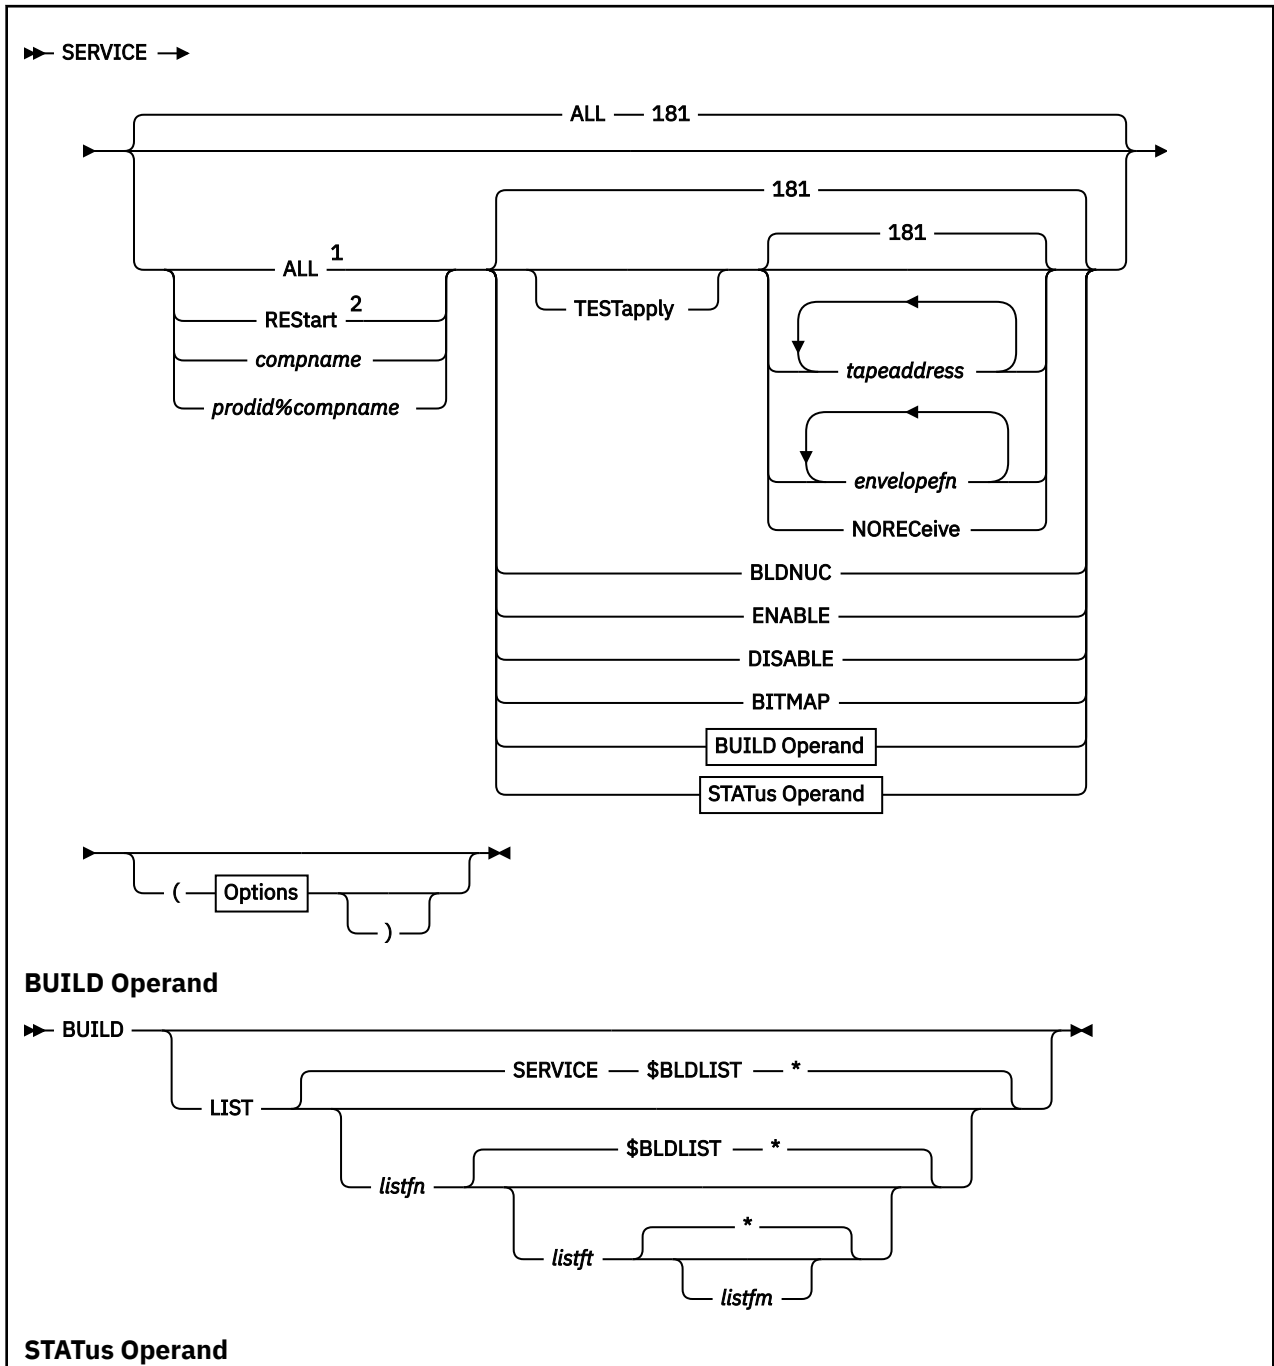 SERVICE
ALL 181
181
181
ALL 1
REStart 2
compname
prodid%compname
TESTapply
tapeaddress
envelopefn
NORECeive
BLDNUC
ENABLE
DISABLE
BITMAP
BUILD Operand
STATus Operand
( Options )
BUILD Operand
BUILD
SERVICE $BLDLIST *
LIST
$BLDLIST *
listfn
*
listft
listfm
STATus Operand